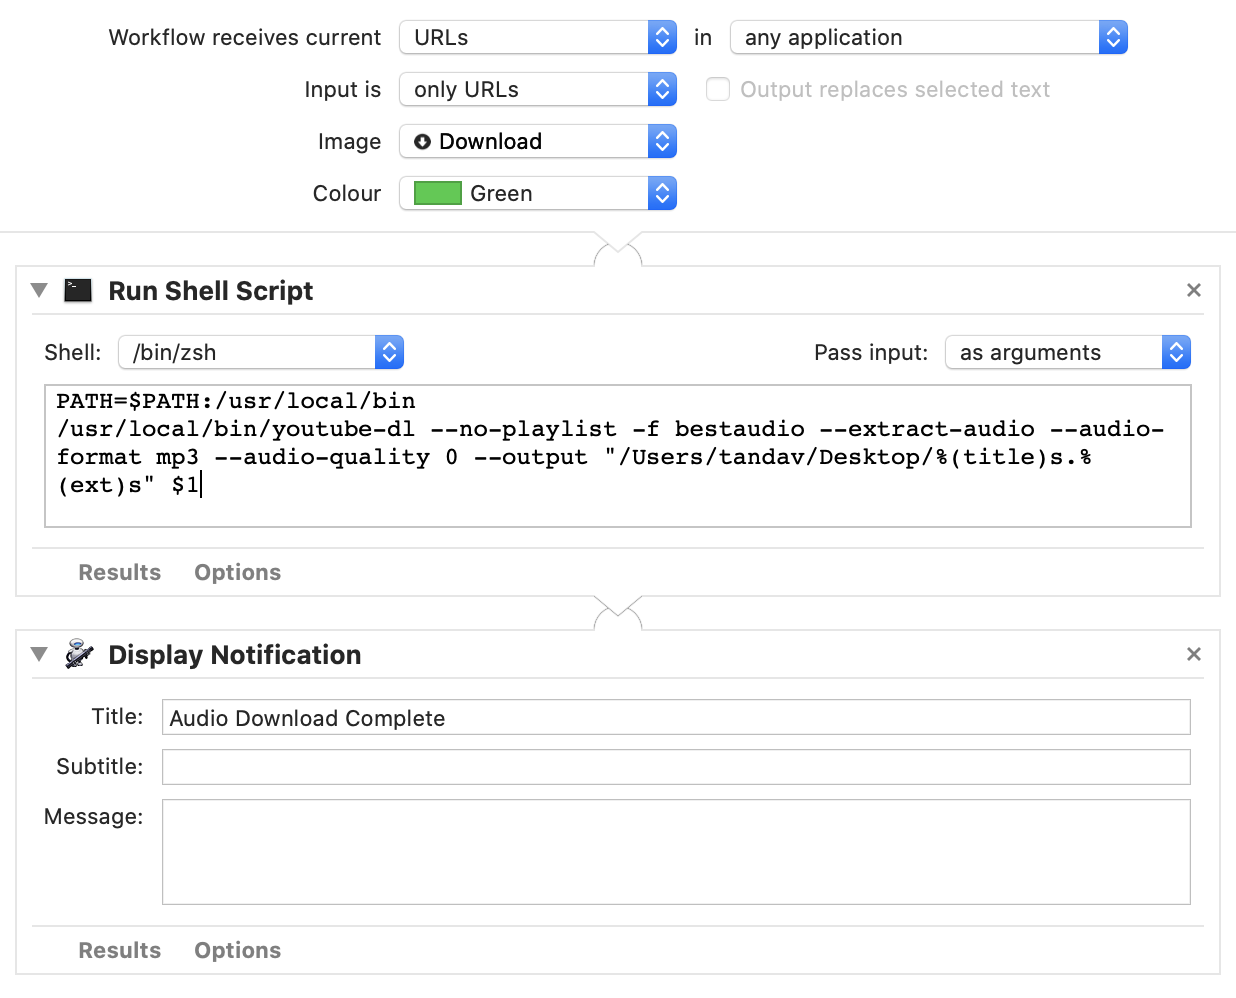 Workflow receives current URLs in any application
Input is only URLs Output replaces selected text
Image Download
Colour Green
Run Shell Script
Shell: /bin/zsh Pass input: as arguments
PATH=$PATH:/usr/local/bin
/usr/local/bin/youtube-dl --no-playlist -f bestaudio --extract-audio --audio-
format mp3 --audio-quality 0 --output "/Users/tandav/Desktop/%(title)s.%
(ext)s" $1
Results Options
Display Notification
Title: Audio Download Complete
Subtitle:
Message:
Results Options